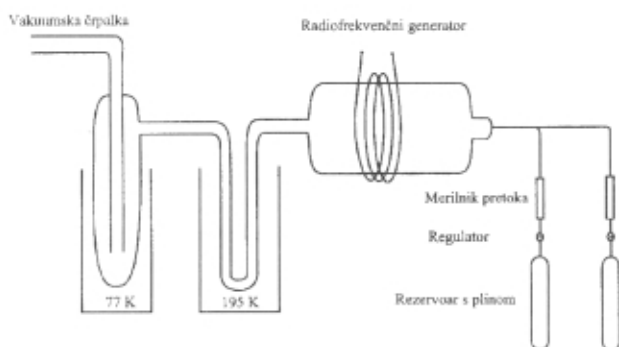 Vakuumska črpalka
Radiofrekvenčni generator
Merilnik pretoka
Regulator
Rezervoar s plinom
77 K
195 K